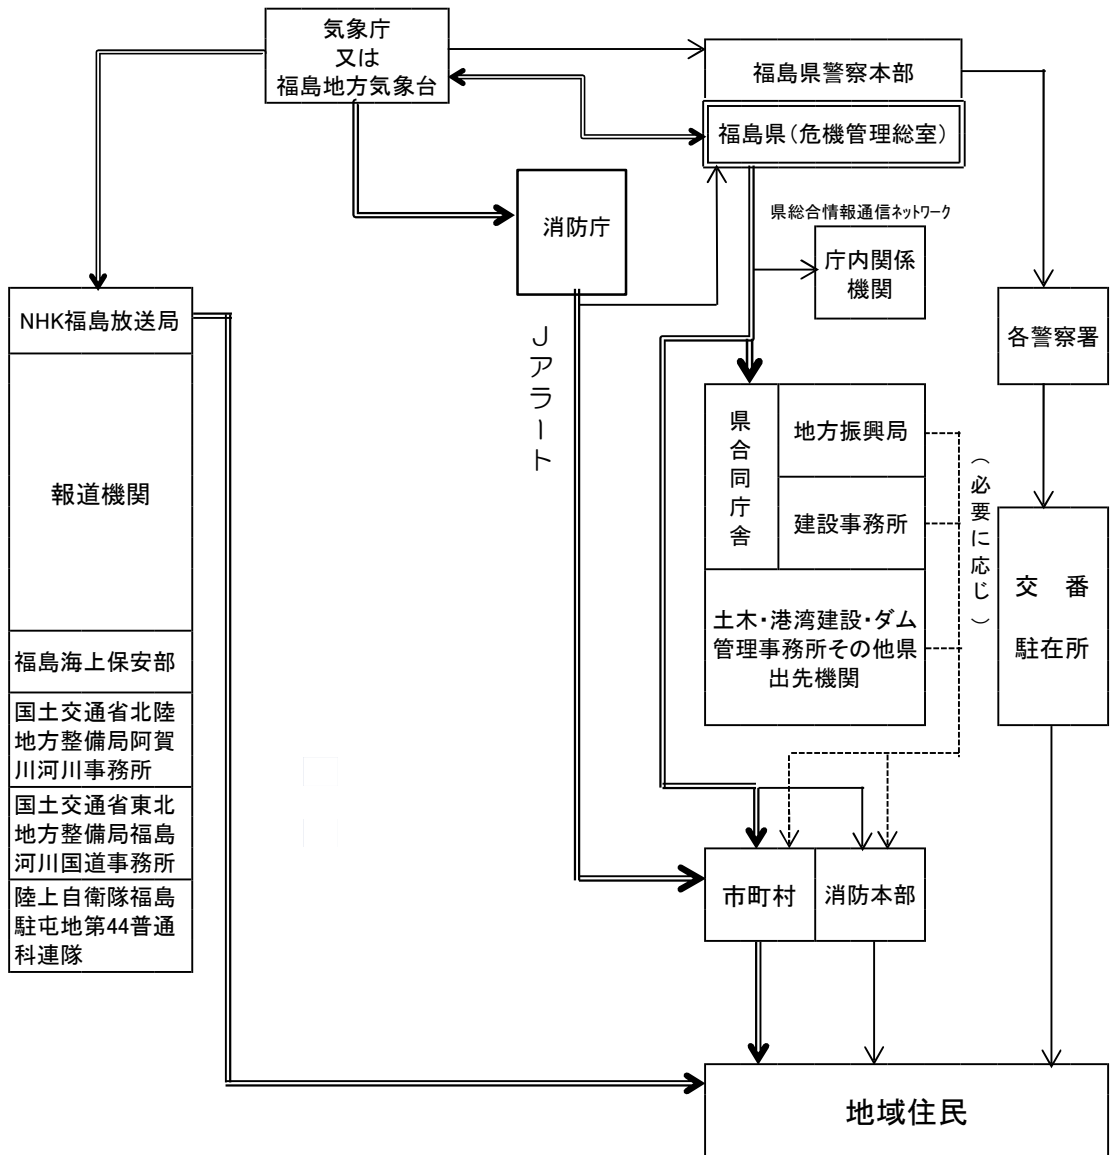 気象庁
又は
福島地方気象台
福島県警察本部
福島県（危機管理総室）
消防庁
県総合情報通信ネットワーク
庁内関係
機関
NHK福島放送局
各警察署
Jアラート
県合同庁舎
地方振興局
（必要に応じ）
報道機関
建設事務所
交　番
駐在所
土木・港湾建設・ダム
管理事務所その他県
出先機関
福島海上保安部
国土交通省北陸
地方整備局阿賀
川河川事務所
国土交通省東北
地方整備局福島
河川国道事務所
陸上自衛隊福島
駐屯地第44普通
科連隊
市町村
消防本部
地域住民